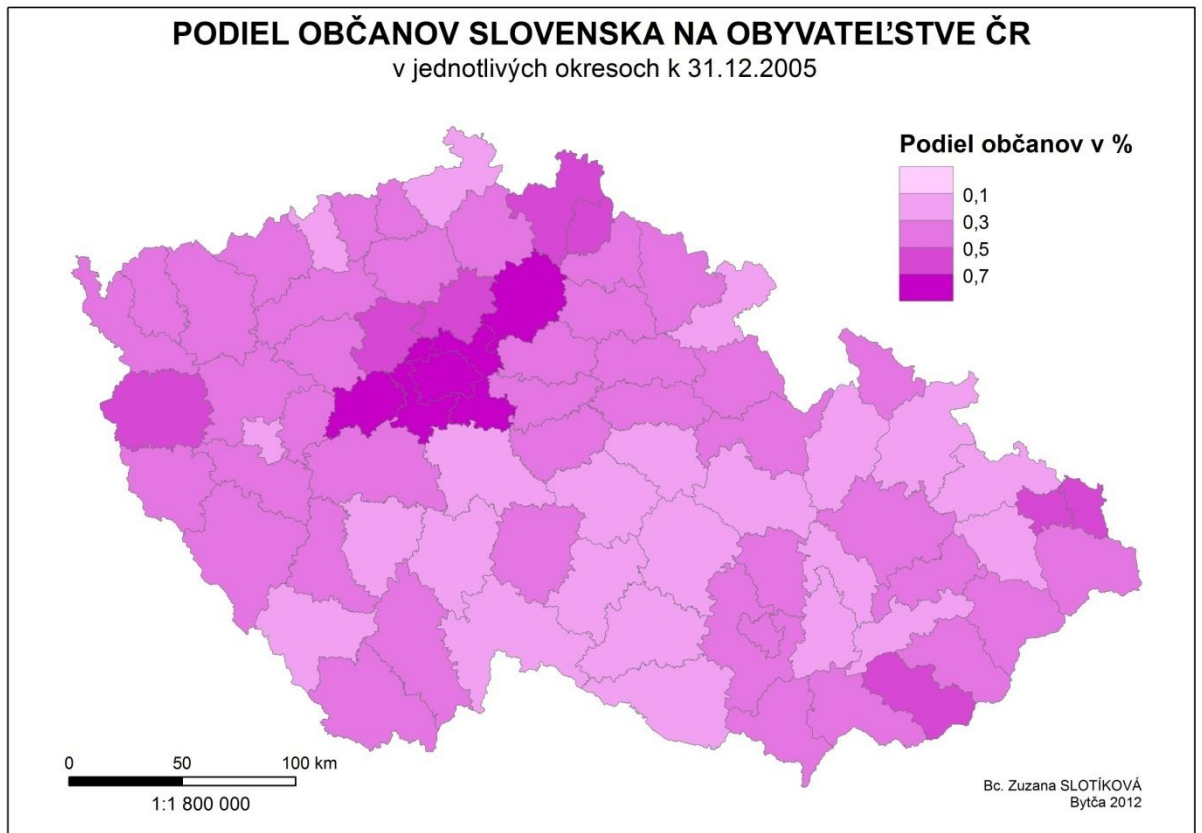 PODIEL OBČANOV SLOVENSKA NA OBYVATEĽSTVE ČR
v jednotlivých okresoch k 31.12.2005
Podiel občanov v %
0,1
0,3
0,5
0,7
0 50 100 km
1:1 800 000
Bc. Zuzana SLOTÍKOVÁ
Bytča 2012